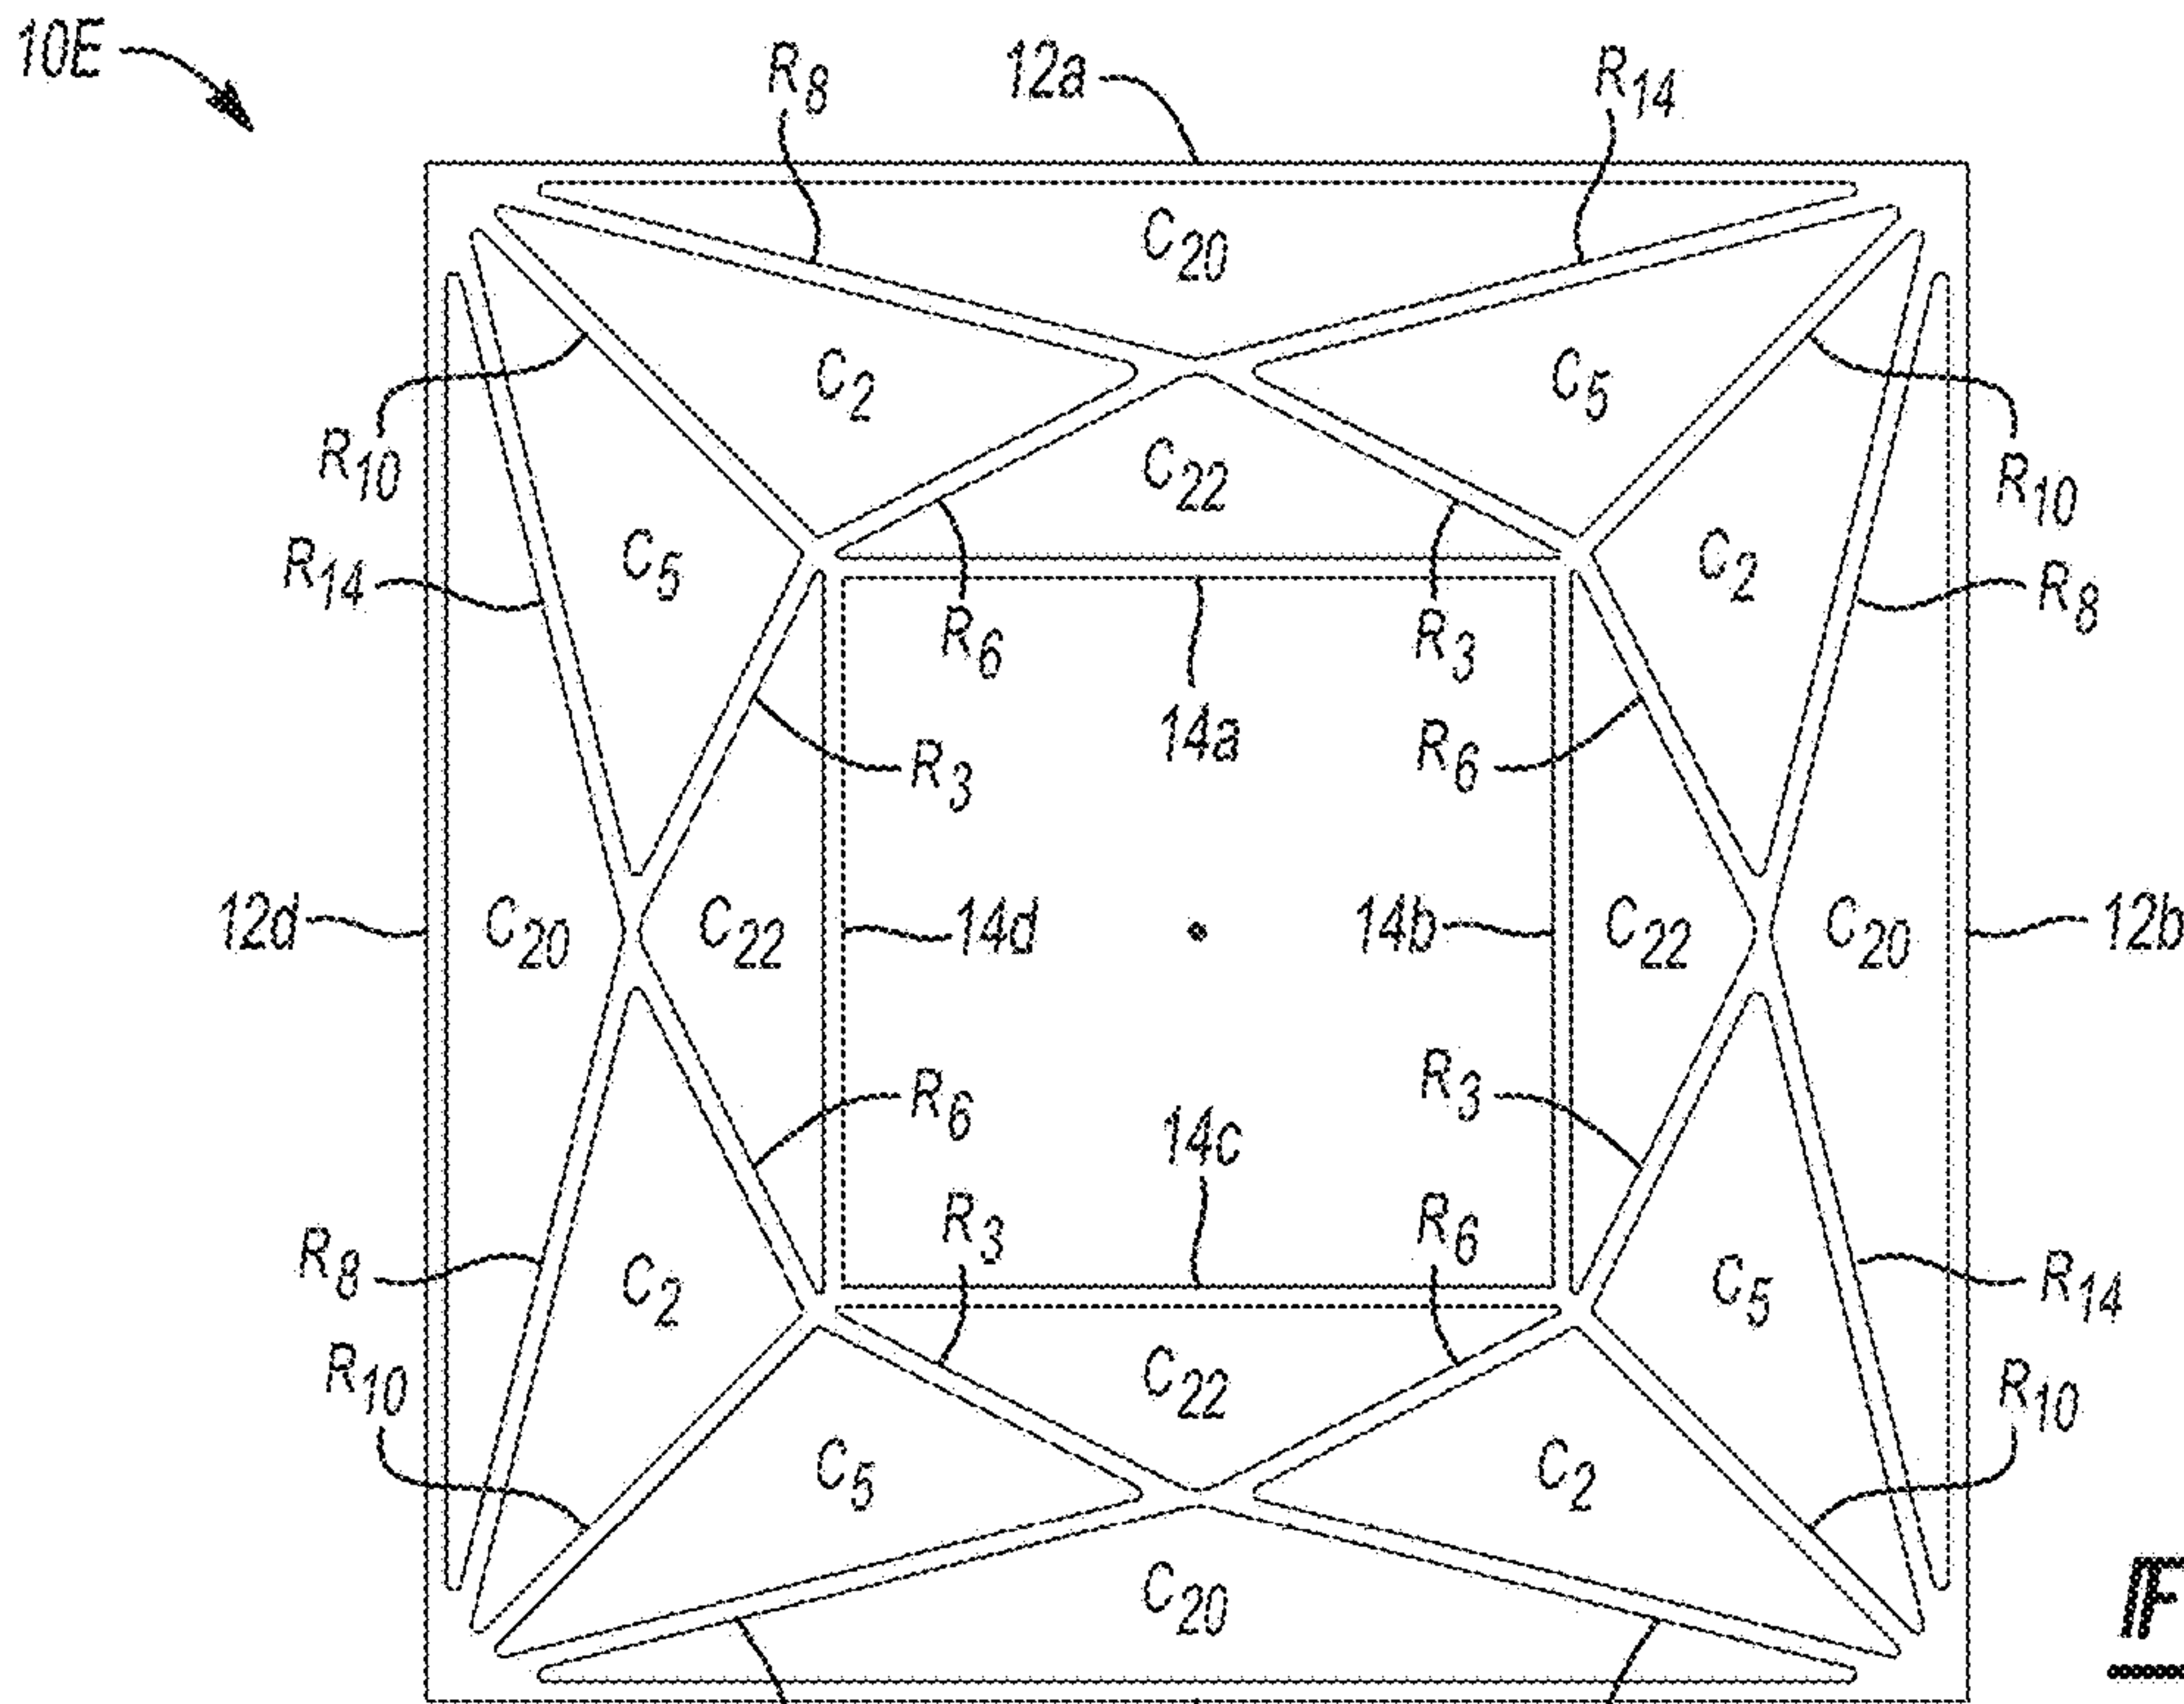 10E
R8 12a R14
C20
C2 C5
R10 C22 R10
R14 C5 C2 R8
R6 R3
14a
R3 R6
12d C20 C22 14d 14b C22 C20 12b
R6 R3
14c
R3 R6
R8 C2 C5 R14
R10 C22 R10
C5 C2
C20
F